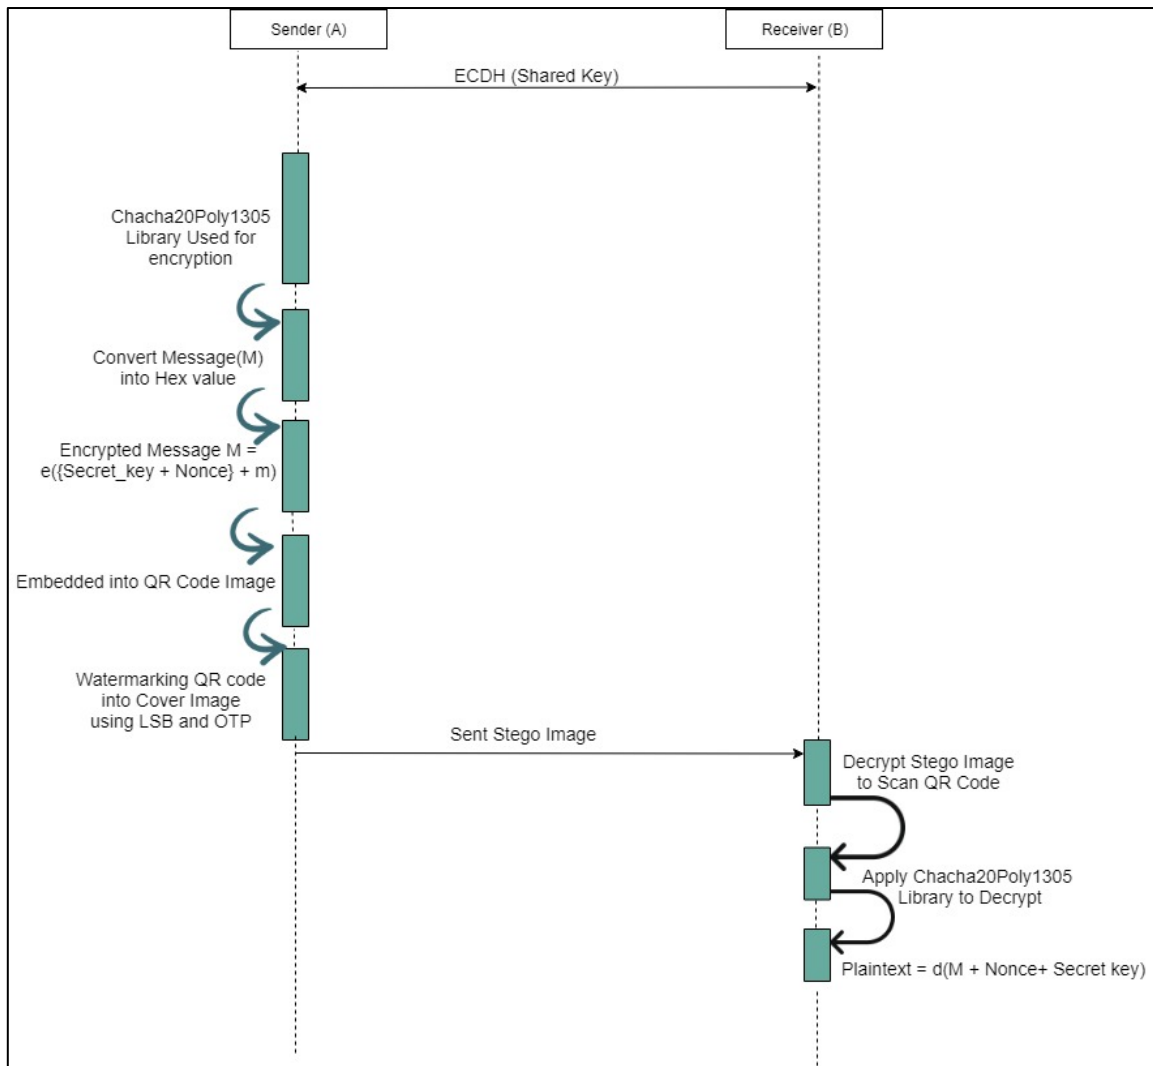 Sender (A)
Receiver (B)
ECDH (Shared Key)
Chacha20Poly1305
Library Used for
encryption
Convert Message(M)
into Hex value
Encrypted Message M =
e({Secret_key + Nonce} + m)
Embedded into QR Code Image
Watermarking QR code
into Cover Image
using LSB and OTP
Sent Stego Image
Decrypt Stego Image
to Scan QR Code
Apply Chacha20Poly1305
Library to Decrypt
Plaintext = d(M + Nonce+ Secret key)